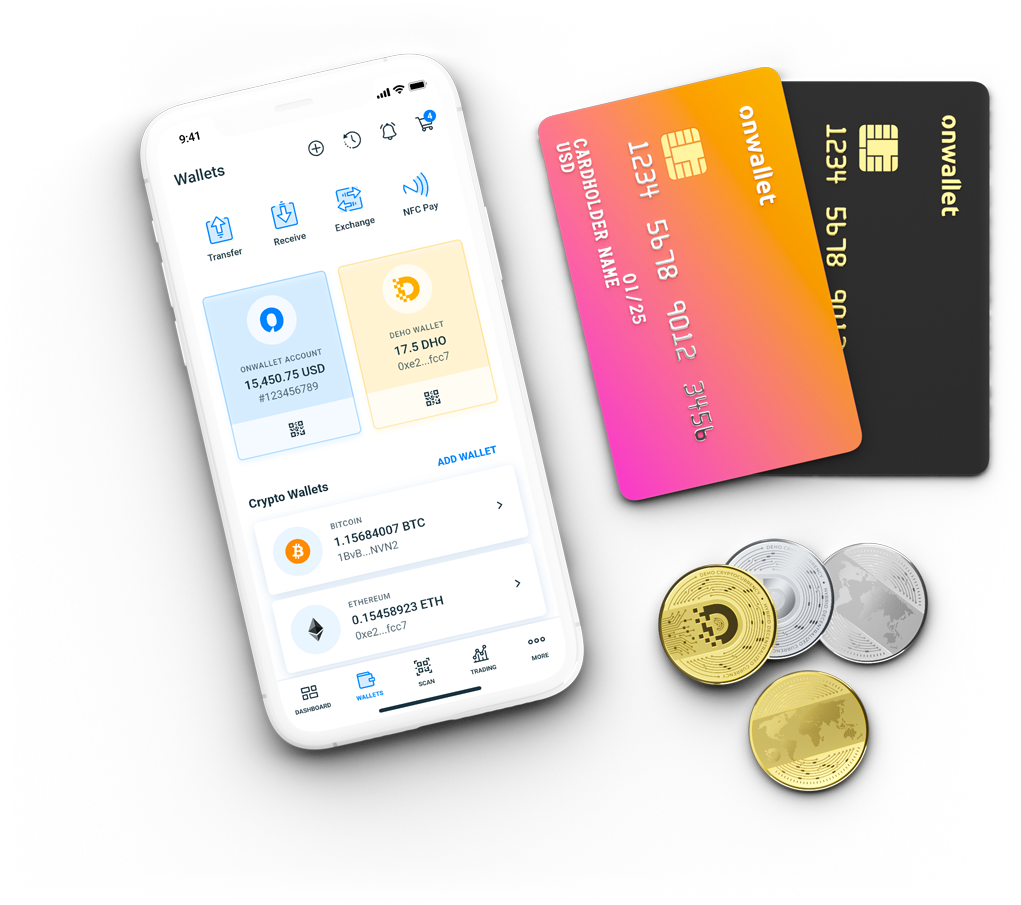 9:41
4
Wallets
Transfer
Receive
Exchange
NFC Pay
ONWALLET ACCOUNT
15,450.75 USD
#123456789
DEHO WALLET
17.5 DHO
0xe2...fcc7
ADD WALLET
Crypto Wallets
BITCOIN
1.15684007 BTC
1BvB...NVN2
ETHEREUM
0.15458923 ETH
0xe2...fcc7
DASHBOARD
WALLETS
SCAN
TRADING
MORE
onwallet
1234 5678 9012 3456
01/25
CARDHOLDER NAME
USD
onwallet
1234 5678 9012
DEHO CRYPTOCURRENCY